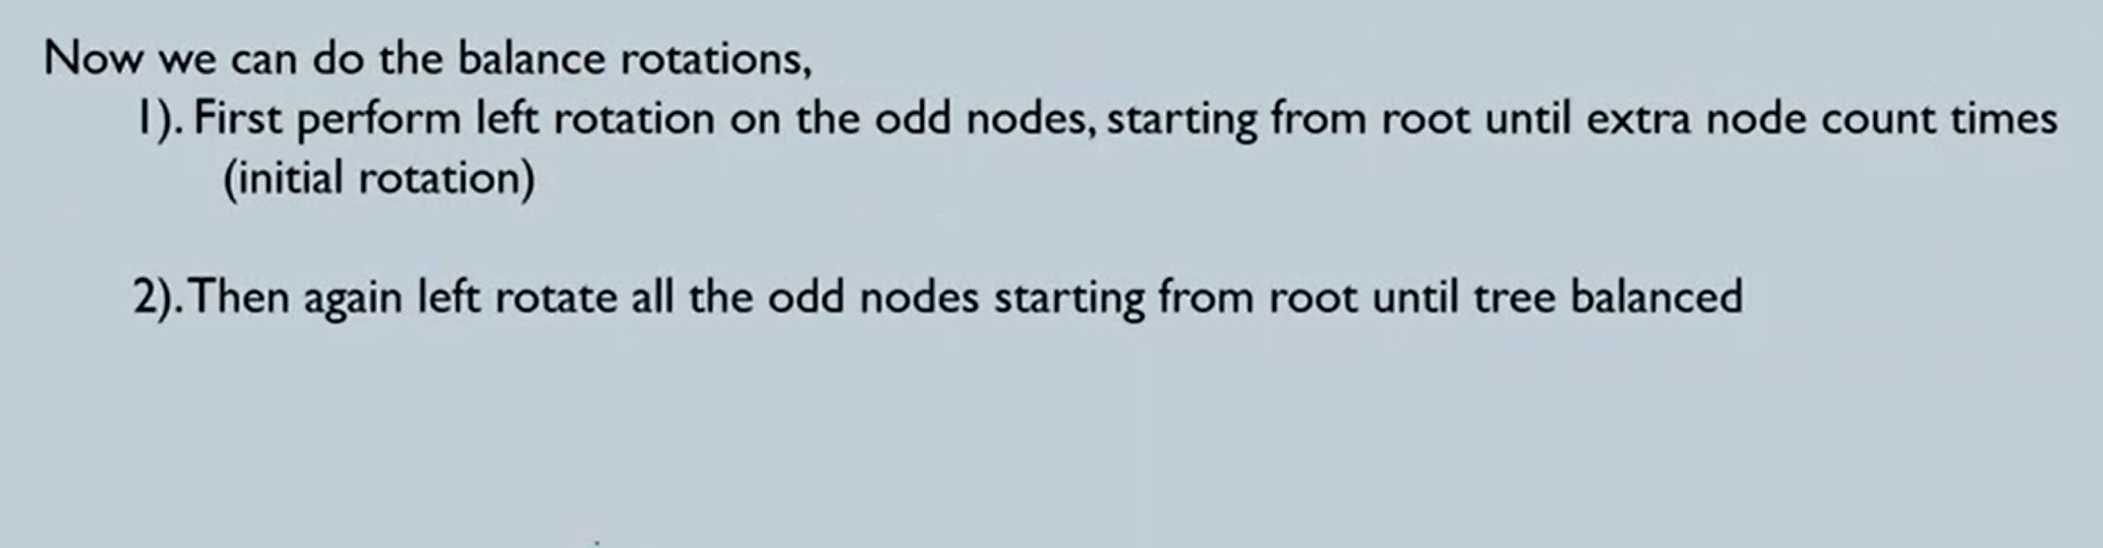 Now we can do the balance rotations,
1). First perform left rotation on the odd nodes, starting from root until extra node count times
(initial rotation)
2). Then again left rotate all the odd nodes starting from root until tree balanced